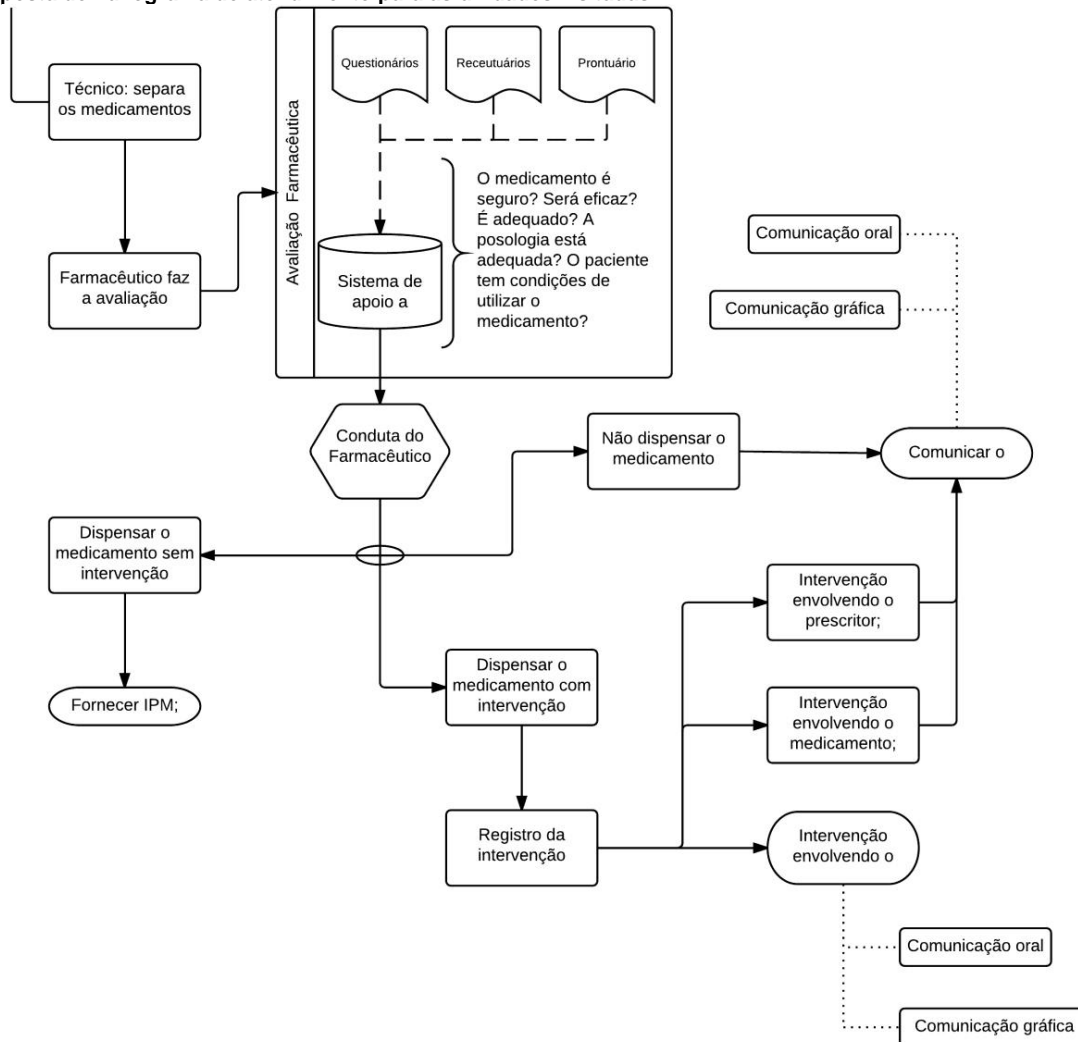 Questionários
Receutuários
Prontuário
Técnico: separa
os medicamentos
Avaliação Farmacêutica
O medicamento é
seguro? Será eficaz?
É adequado? A
posologia está
adequada? O paciente
tem condições de
utilizar o
medicamento?
Farmacêutico faz
a avaliação
Sistema de
apoio a
Comunicação oral
Comunicação gráfica
Conduta do
Farmacêutico
Não dispensar o
medicamento
Comunicar o
Dispensar o
medicamento sem
intervenção
Intervenção
envolvendo o
prescritor;
Dispensar o
medicamento com
intervenção
Fornecer IPM;
Intervenção
envolvendo o
medicamento;
Registro da
intervenção
Intervenção
envolvendo o
Comunicação oral
Comunicação gráfica